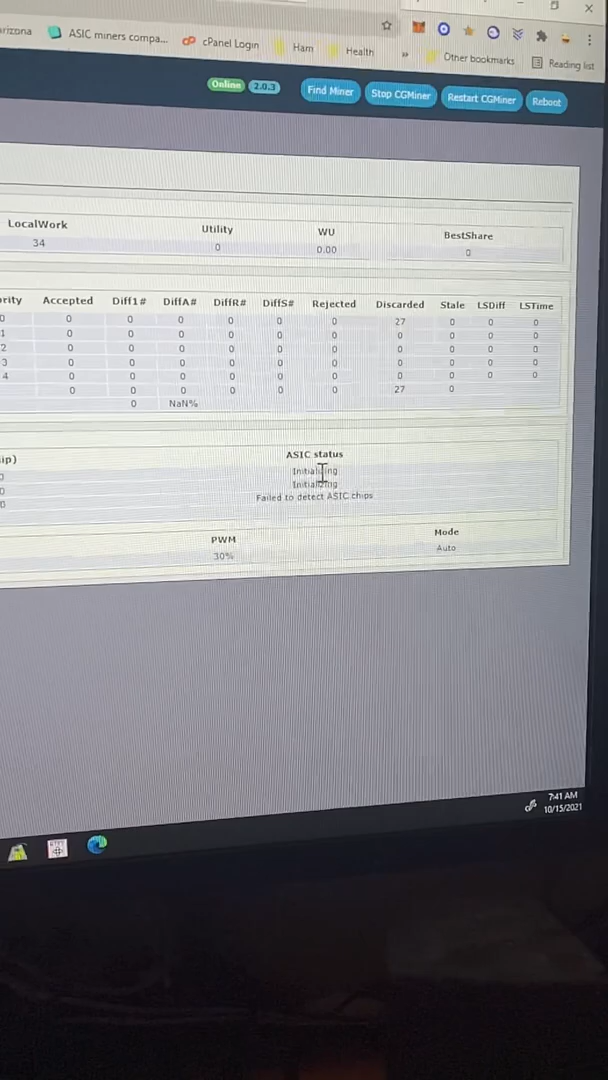 ASIC miners compa... cPanel Login Ham Health » Other bookmarks Reading list
Online 2.0.3 Find Miner Stop CGMiner Restart CGMiner Reboot
LocalWork Utility WU BestShare
34 0 0.00 0
Accepted Diff1# DiffA# DiffR# DiffS# Rejected Discarded Stale LSDiff LSTime
0 0 0 0 0 0 0 27 0 0 0
1 0 0 0 0 0 0 0 0 0 0
2 0 0 0 0 0 0 0 0 0 0
3 0 0 0 0 0 0 0 0 0 0
4 0 0 0 0 0 0 0 0 0 0
0 0 0 0 0 0 27 0
0 NaN%
ip) ASIC status
0 Initializing
0 Initializing
0 Failed to detect ASIC chips
PWM Mode
30% Auto
7:41 AM
10/15/2021